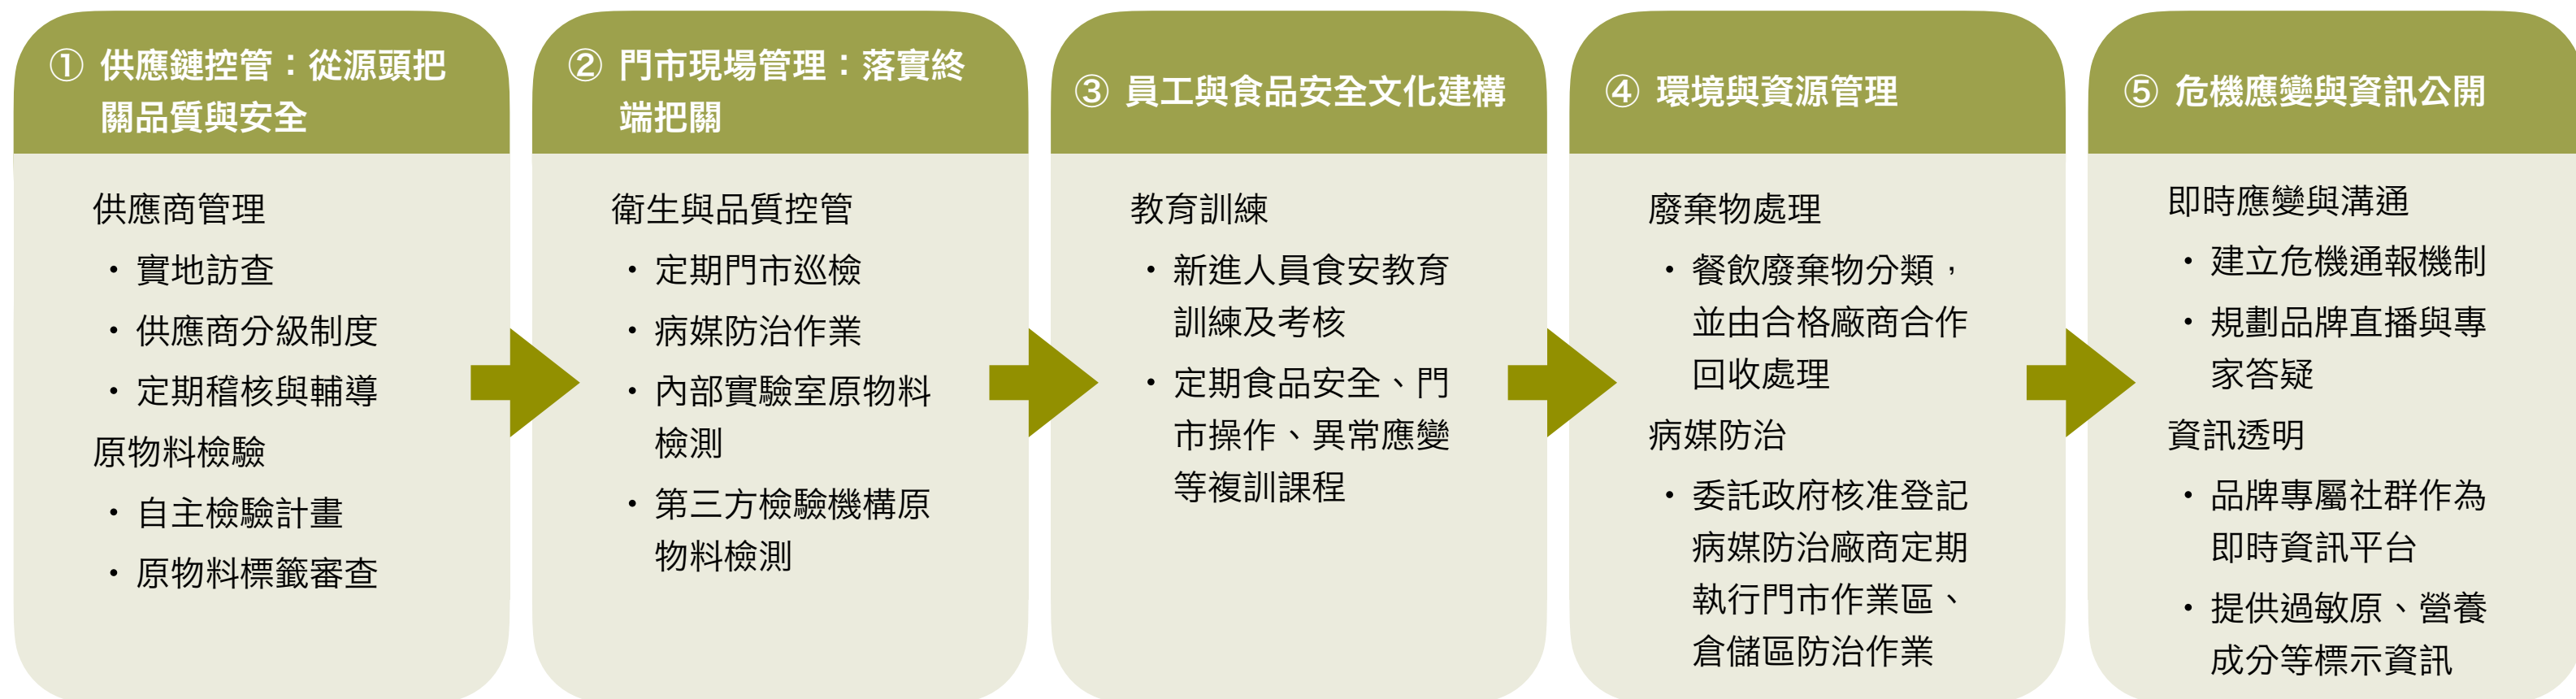 ① 供應鏈控管：從源頭把
關品質與安全
供應商管理
• 實地訪查
• 供應商分級制度
• 定期稽核與輔導
原物料檢驗
• 自主檢驗計畫
• 原物料標籤審查
② 門市現場管理：落實終
端把關
衛生與品質控管
• 定期門市巡檢
• 病媒防治作業
• 內部實驗室原物料
檢測
• 第三方檢驗機構原
物料檢測
③ 員工與食品安全文化建構
教育訓練
• 新進人員食安教育
訓練及考核
• 定期食品安全、門
市操作、異常應變
等複訓課程
④ 環境與資源管理
廢棄物處理
• 餐飲廢棄物分類，
並由合格廠商合作
回收處理
病媒防治
• 委託政府核准登記
病媒防治廠商定期
執行門市作業區、
倉儲區防治作業
⑤ 危機應變與資訊公開
即時應變與溝通
• 建立危機通報機制
• 規劃品牌直播與專
家答疑
資訊透明
• 品牌專屬社群作為
即時資訊平台
• 提供過敏原、營養
成分等標示資訊